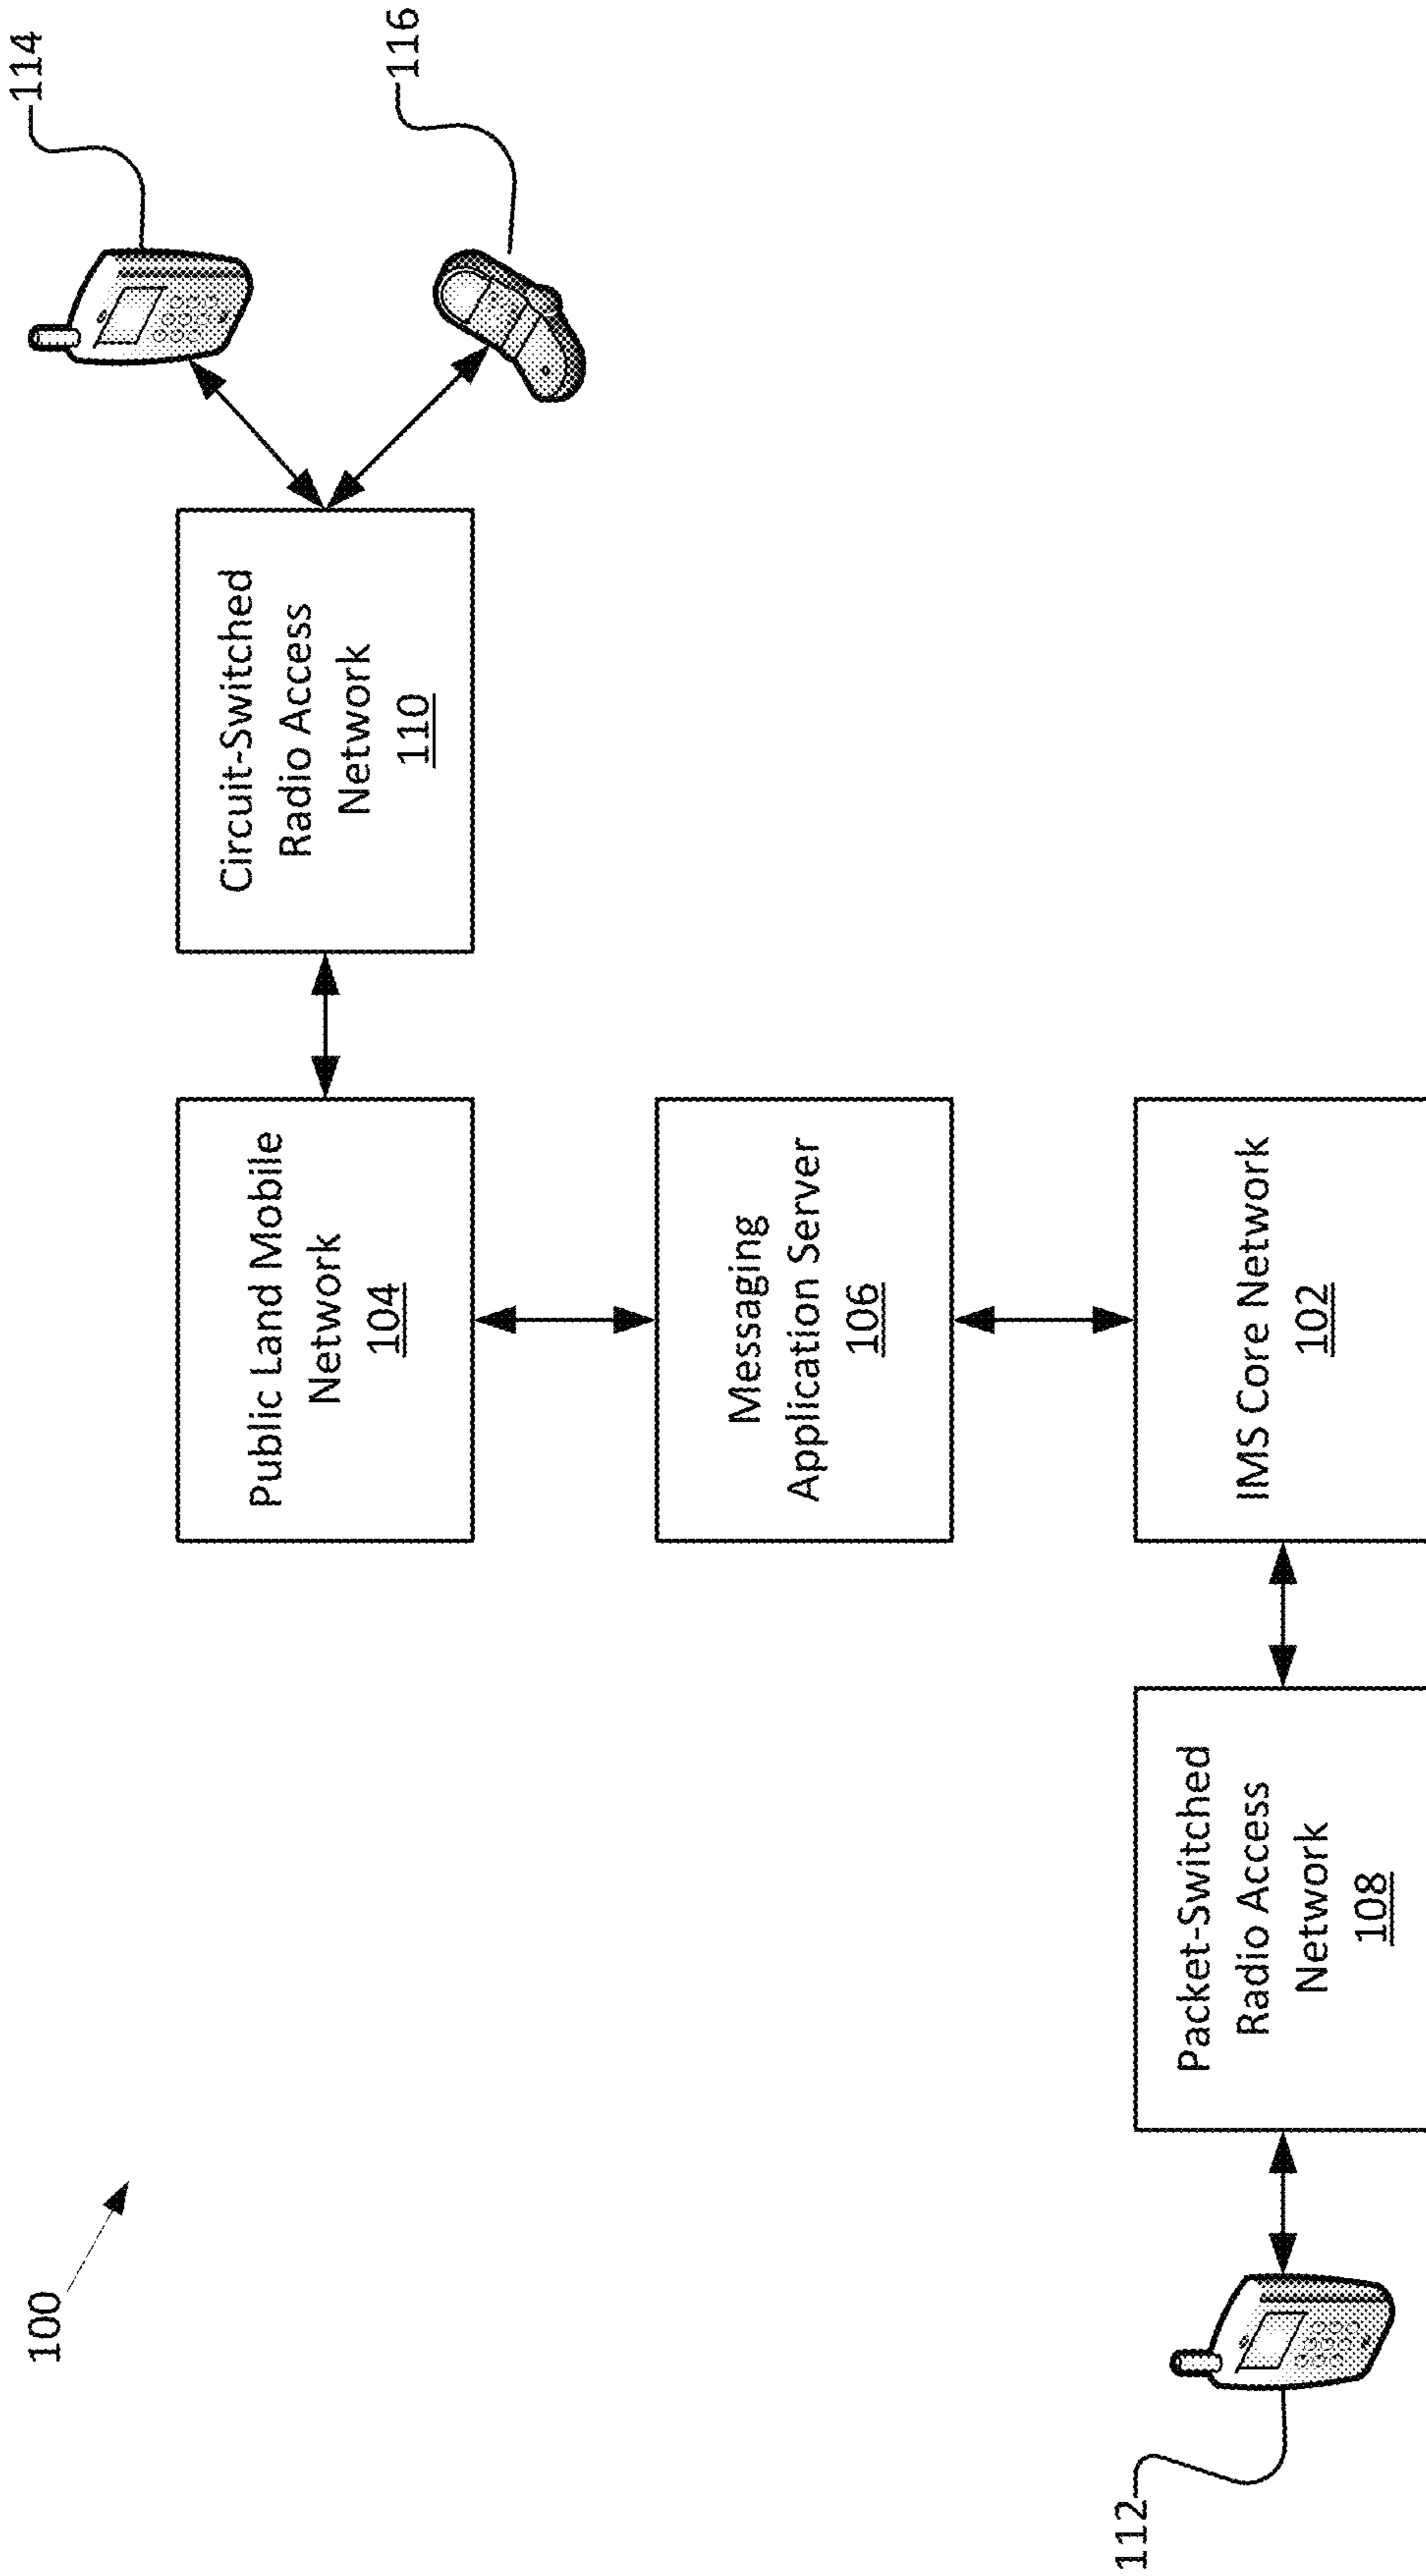 100
114
116
Public Land Mobile
Network
104
Circuit-Switched
Radio Access
Network
110
Messaging
Application Server
106
112
Packet-Switched
Radio Access
Network
108
IMS Core Network
102